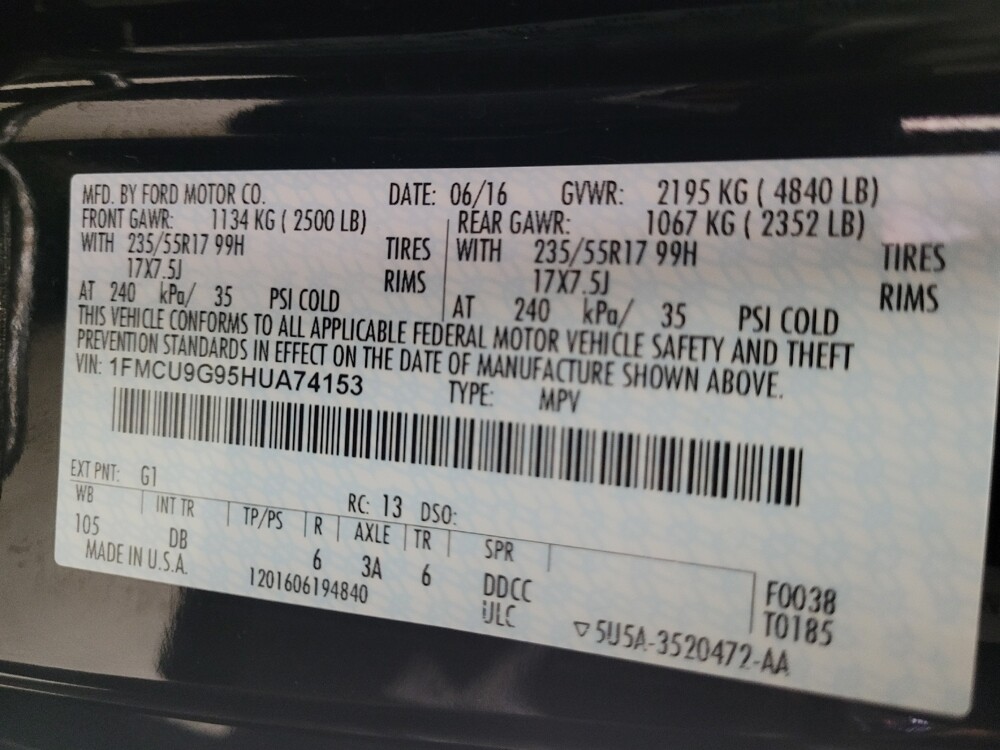 MFD. BY FORD MOTOR CO. DATE: 06/16 GVWR: 2195 KG ( 4840 LB)
FRONT GAWR: 1134 KG ( 2500 LB) REAR GAWR: 1067 KG ( 2352 LB)
WITH 235/55R17 99H TIRES WITH 235/55R17 99H TIRES
17X7.5J RIMS 17X7.5J RIMS
AT 240 kPa/ 35 PSI COLD AT 240 kPa/ 35 PSI COLD
THIS VEHICLE CONFORMS TO ALL APPLICABLE FEDERAL MOTOR VEHICLE SAFETY AND THEFT
PREVENTION STANDARDS IN EFFECT ON THE DATE OF MANUFACTURE SHOWN ABOVE.
VIN: 1FMCU9G95HUA74153 TYPE: MPV
EXT PNT: G1 RC: 13 DSO:
WB INT TR TP/PS R AXLE TR SPR
105 DB 6 3A 6 DDCC F0038
MADE IN U.S.A. 1201606194840 ULC T0185
▽5U5A-3520472-AA